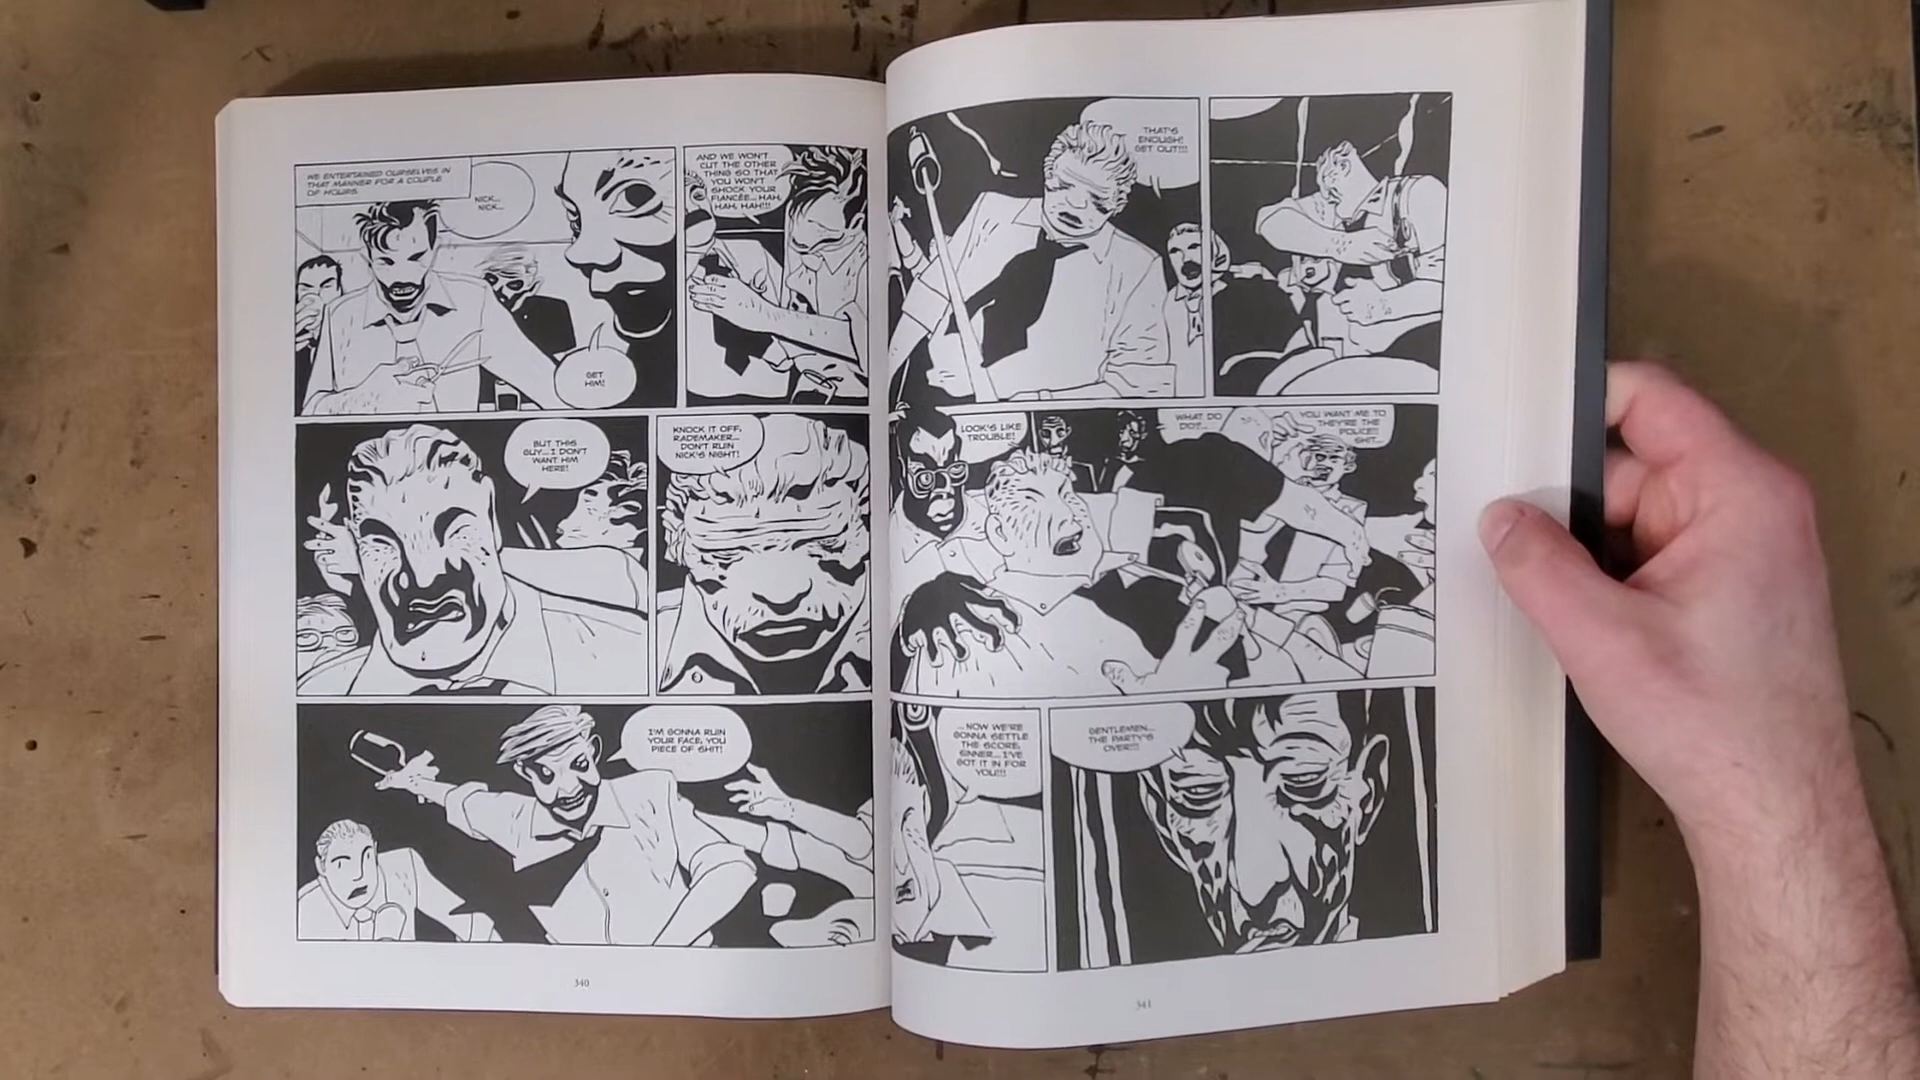 WE ENTERTAINED OURSELVES IN
THAT MANNER FOR A COUPLE
OF HOURS.
NICK...
NICK...
GET
HIM!
AND WE WON'T
CUT THE OTHER
THING SO THAT
YOU WON'T
SHOCK YOUR
FIANCÉE... HAH,
HAH, HAH!!!
BUT THIS
GUY... I DON'T
WANT HIM
HERE!
KNOCK IT OFF,
RADEMAKER...
DON'T RUIN
NICK'S NIGHT!
I'M GONNA RUIN
YOUR FACE, YOU
PIECE OF SHIT!
340
THAT'S
ENOUGH!
GET OUT!!!
LOOK'S LIKE
TROUBLE!
WHAT DO
DO?...
YOU WANT ME TO
THEY'RE THE
POLICE!!!
SHIT...
...NOW WE'RE
GONNA SETTLE
THE SCORE,
SINNER... I'VE
GOT IT IN FOR
YOU!!!
GENTLEMEN...
THE PARTY'S
OVER!!!
341